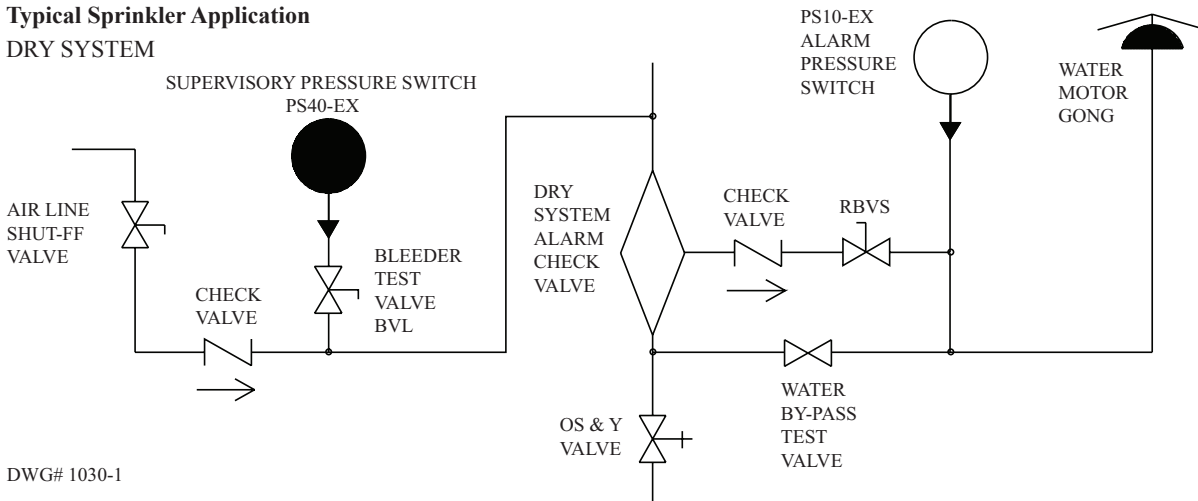 Typical Sprinkler Application
DRY SYSTEM
SUPERVISORY PRESSURE SWITCH
PS40-EX
PS10-EX
ALARM
PRESSURE
SWITCH
WATER
MOTOR
GONG
AIR LINE
SHUT-FF
VALVE
CHECK
VALVE
BLEEDER
TEST
VALVE
BVL
DRY
SYSTEM
ALARM
CHECK
VALVE
CHECK
VALVE
RBVS
OS & Y
VALVE
WATER
BY-PASS
TEST
VALVE
DWG# 1030-1